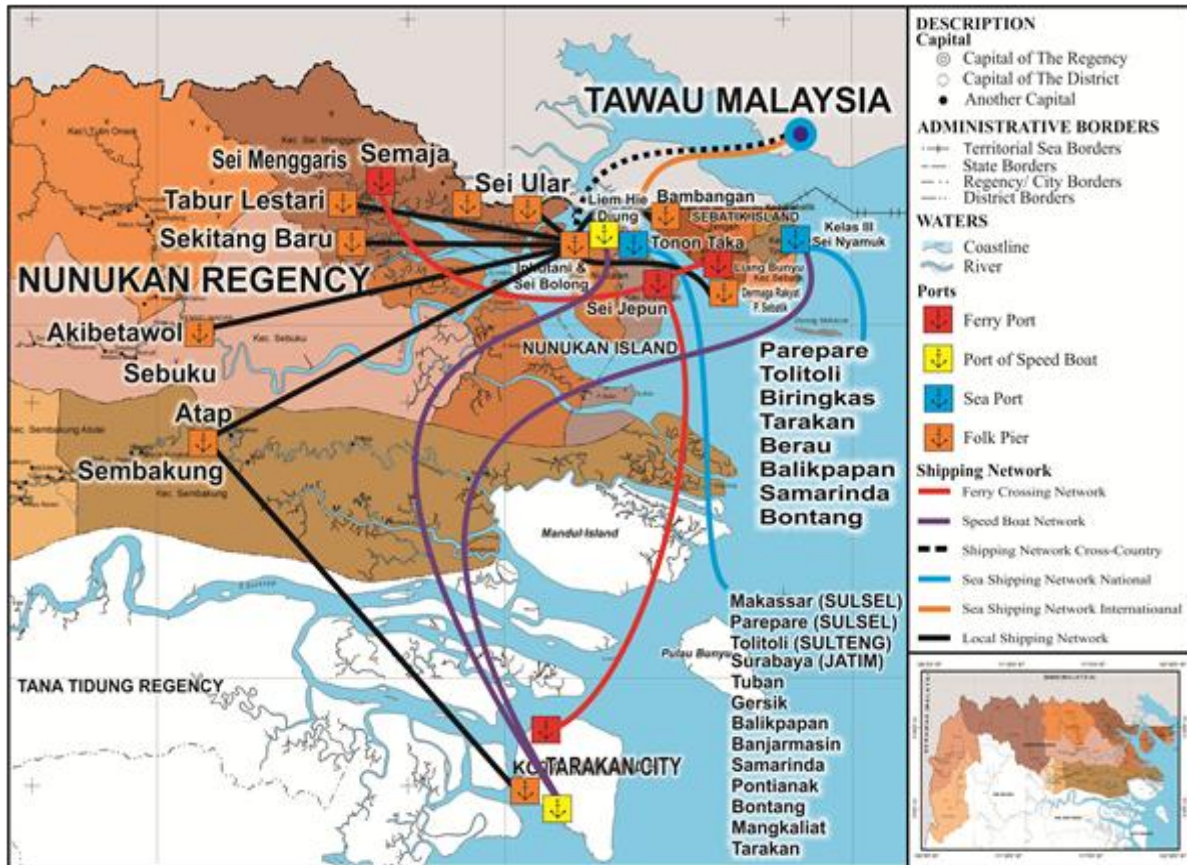 TAWAU MALAYSIA
Kec. Sei. Menggaris
Sei Menggaris
Semaja
Tabur Lestari
Sei Ular
Sekitang Baru
NUNUKAN REGENCY
Liem Hie
Djung
Bambangan
SEBATIK ISLAND
Tonon Taka
Kelas III
Sei Nyamuk
Inhutani &
Sei Bolong
Liang Bunyu
Dermaga Rakyat
P. Sebatik
Sei Jepun
Akibetawol
Kec. Sebuku
Sebuku
NUNUKAN ISLAND
Atap
Sembakung
Kec. Sembakung
Parepare
Tolitoli
Biringkas
Tarakan
Berau
Balikpapan
Samarinda
Bontang
Mandul Island
Makassar (SULSEL)
Parepare (SULSEL)
Tolitoli (SULTENG)
Surabaya (JATIM)
Tuban
Gersik
Balikpapan
Banjarmasin
Samarinda
Pontianak
Bontang
Mangkaliat
Tarakan
Pulau Bunyu
TANA TIDUNG REGENCY
TARAKAN CITY
DESCRIPTION
Capital
Capital of The Regency
Capital of The District
Another Capital
ADMINISTRATIVE BORDERS
Territorial Sea Borders
State Borders
Regency/ City Borders
District Borders
WATERS
Coastline
River
Ports
Ferry Port
Port of Speed Boat
Sea Port
Folk Pier
Shipping Network
Ferry Crossing Network
Speed Boat Network
Shipping Network Cross-Country
Sea Shipping Network National
Sea Shipping Network Internatioanal
Local Shipping Network